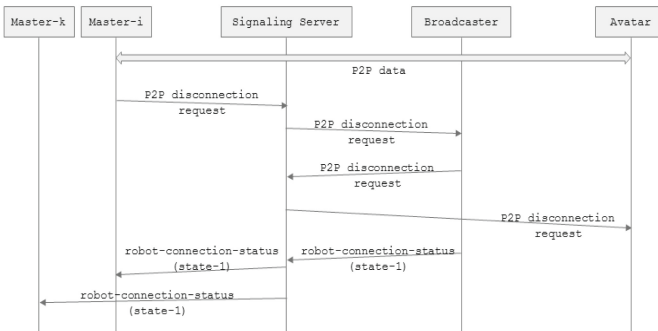 Master-k
Master-i
Signaling Server
Broadcaster
Avatar
P2P data
P2P disconnection
request
P2P disconnection
request
P2P disconnection
request
P2P disconnection
request
robot-connection-status
(state-1)
robot-connection-status
(state-1)
robot-connection-status
(state-1)